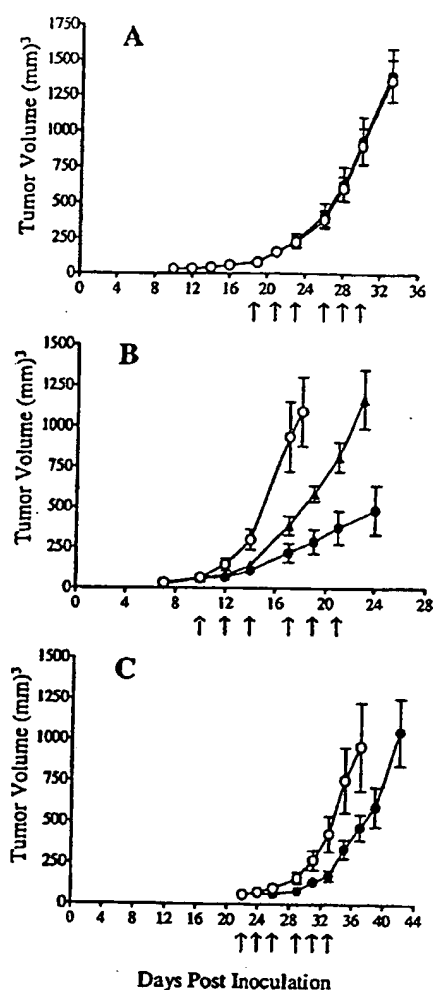 A
Tumor Volume (mm)³
1750
1500
1250
1000
750
500
250
0
0 4 8 12 16 20 24 28 32 36
↑ ↑ ↑ ↑ ↑ ↑
B
Tumor Volume (mm)³
1500
1250
1000
750
500
250
0
0 4 8 12 16 20 24 28
↑ ↑ ↑ ↑ ↑ ↑
C
Tumor Volume (mm)³
1500
1250
1000
750
500
250
0
0 4 8 12 16 20 24 28 32 36 40 44
↑↑↑ ↑↑↑
Days Post Inoculation